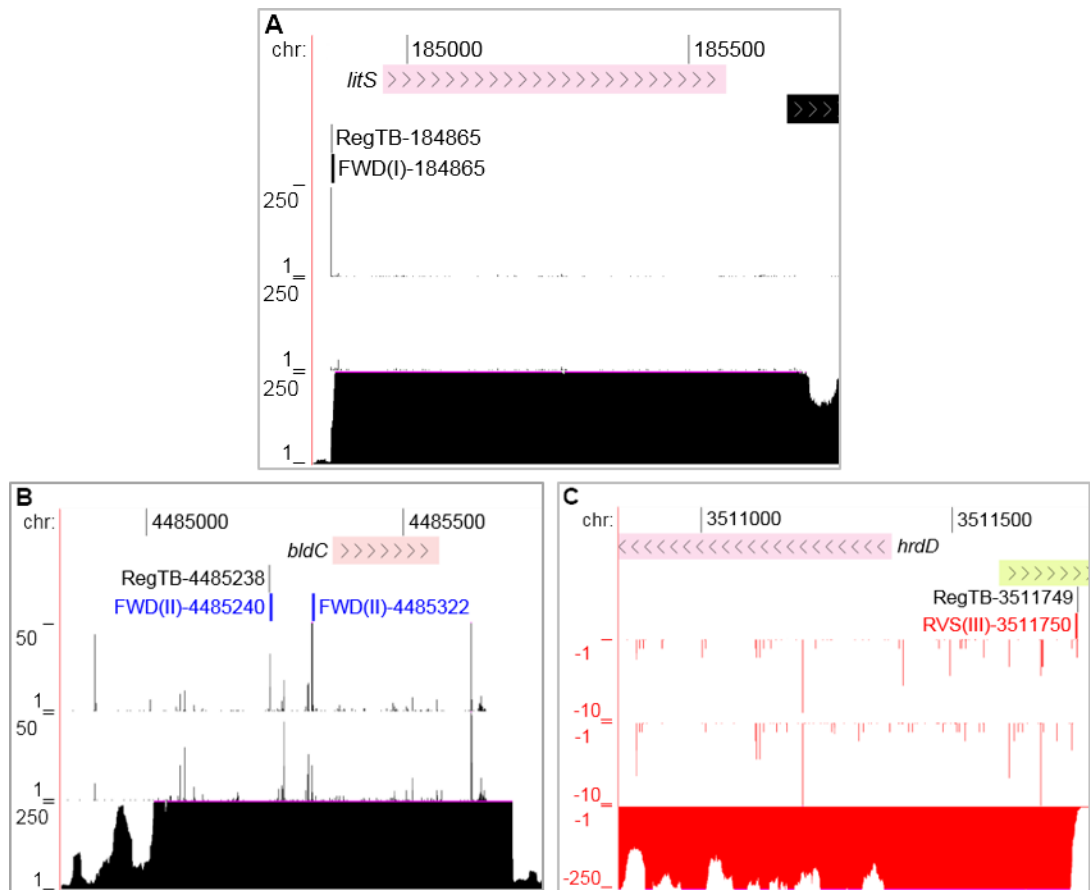 A
chr: 185000 185500
litS
RegTB-184865
FWD(I)-184865
250
1
250
1
250
1
B
chr: 4485000 4485500
bldC
RegTB-4485238
FWD(II)-4485240 FWD(II)-4485322
50
1
50
1
250
1
C
chr: 3511000 3511500
hrdD
RegTB-3511749
RVS(III)-3511750
-1
-10
-1
-10
-1
-250